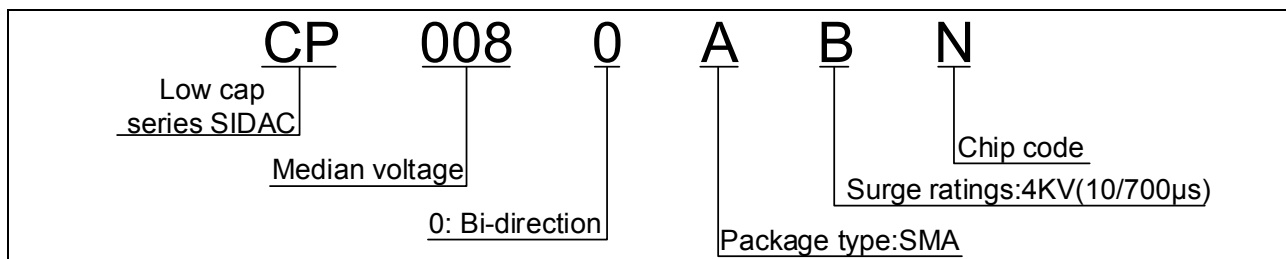 CP 008 0 A B N
Low cap
series SIDAC
Chip code
Median voltage
Surge ratings:4KV(10/700µs)
0: Bi-direction
Package type:SMA